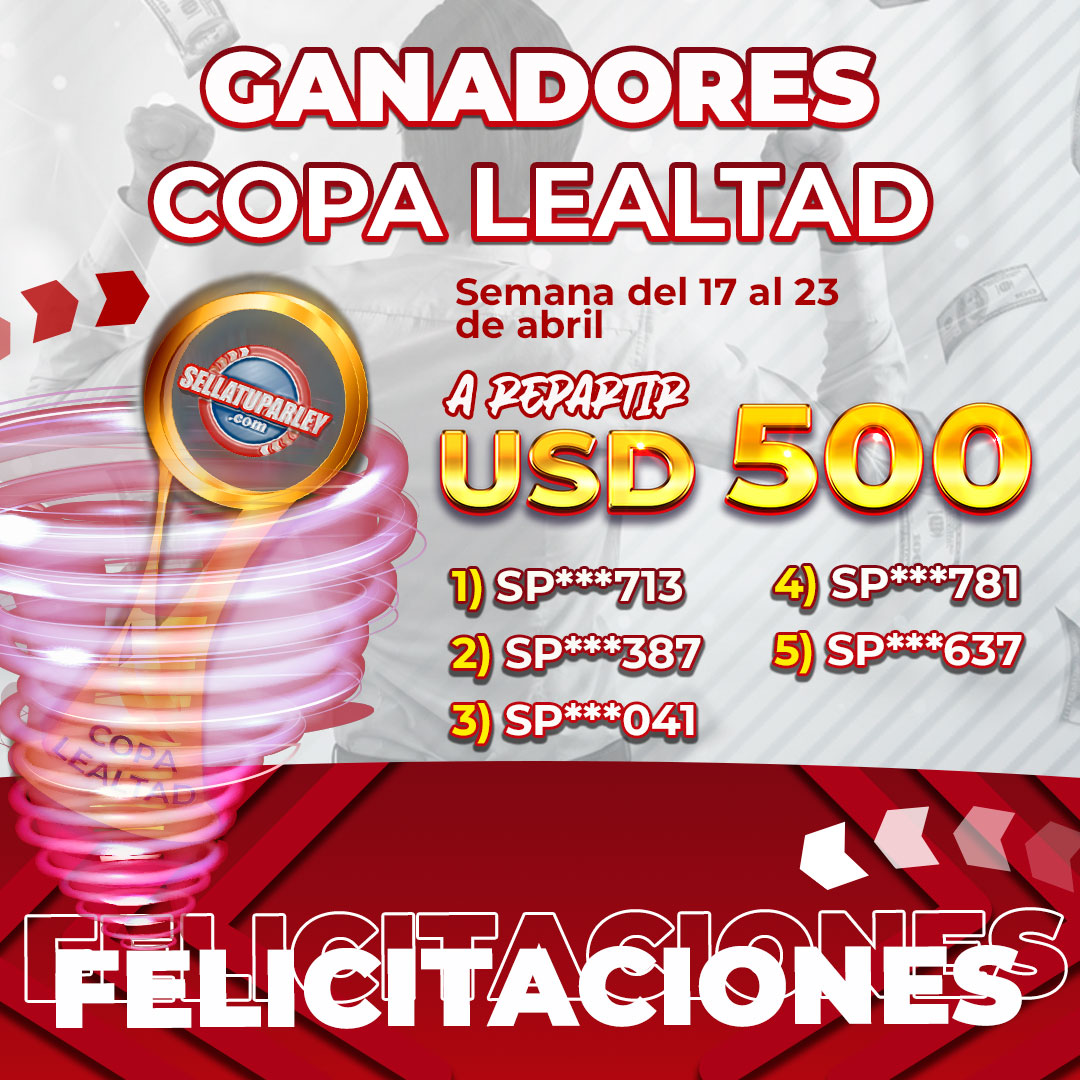 GANADORES
COPA LEALTAD
Semana del 17 al 23
de abril
SELLATUPARLEY
.com
A REPARTIR
USD 500
1) SP***713
2) SP***387
3) SP***041
4) SP***781
5) SP***637
COPA
LEALTAD
FELICITACIONES
FELICITACIONES